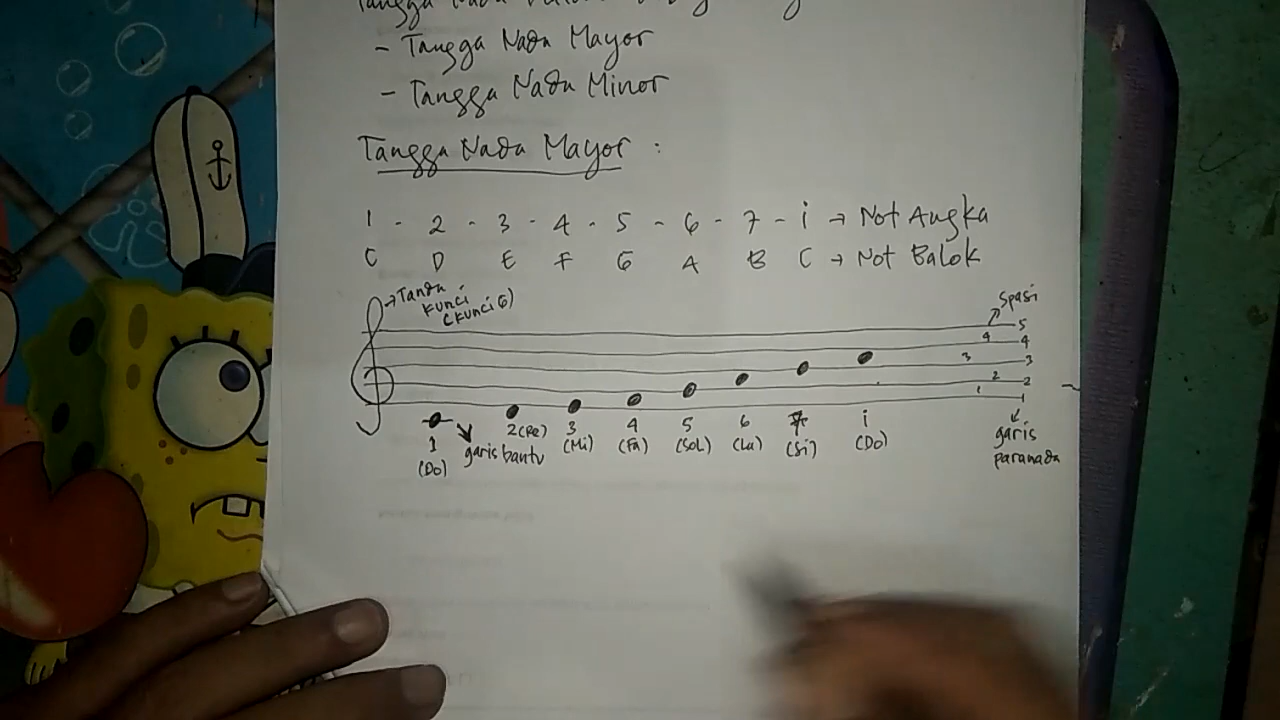 Tangga Nada
- Tangga Nada Mayor
- Tangga Nada Minor
Tangga Nada Mayor :
1 - 2 - 3 - 4 - 5 - 6 - 7 - i → Not Angka
C D E F G A B C → Not Balok
→ Tanda Kunci (Kunci G)
Spasi
5
4 4
3 3
2 2
1 1
1 2(Re) 3 4 5 6 7 i
(Do) garis bantu (Mi) (Fa) (SOL) (La) (Si) (Do)
garis
paranada